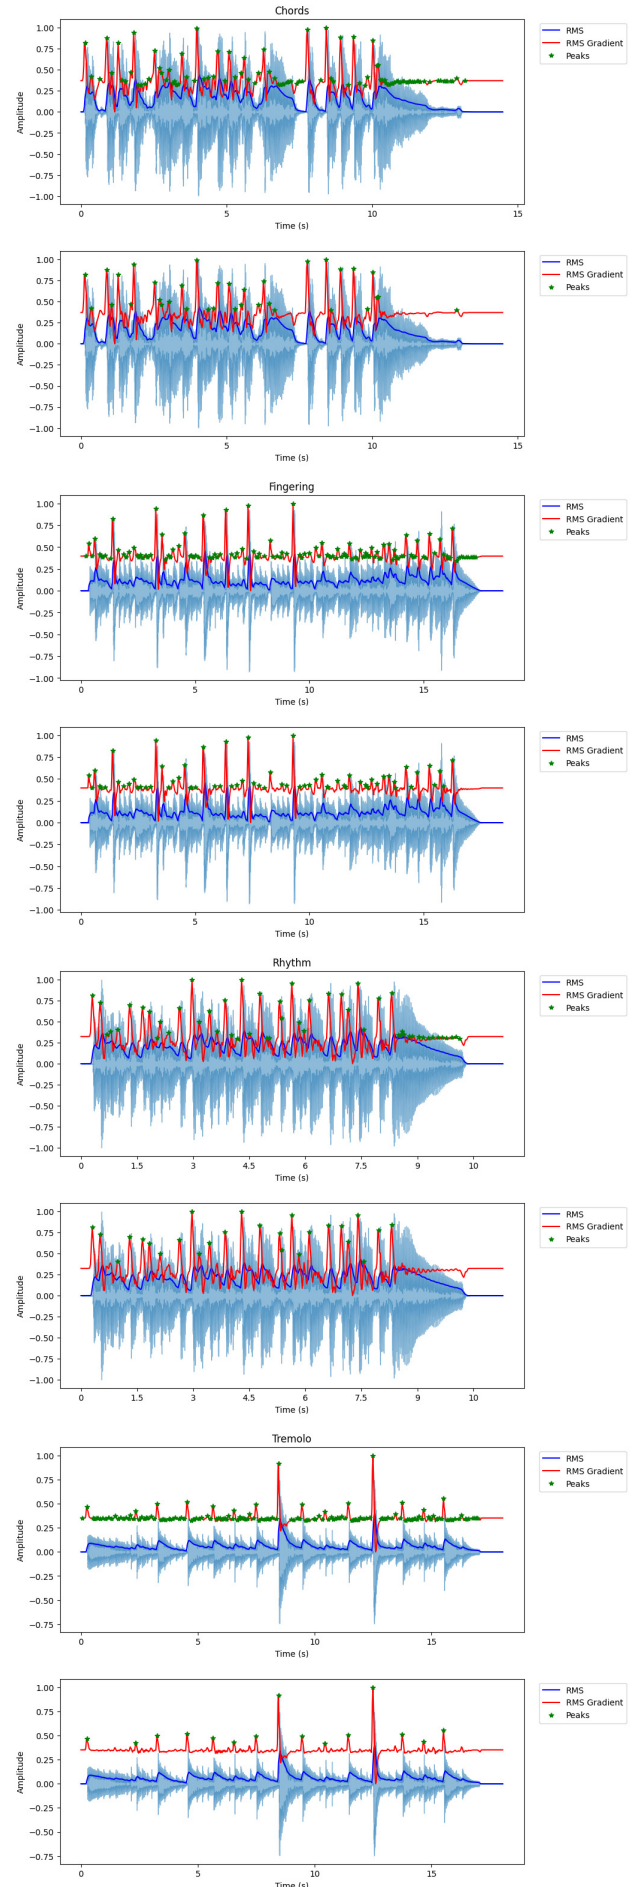 Chords
1.00
0.75
0.50
0.25
0.00
−0.25
−0.50
−0.75
−1.00
Amplitude
0
5
10
15
Time (s)
RMS
RMS Gradient
Peaks
1.00
0.75
0.50
0.25
0.00
−0.25
−0.50
−0.75
−1.00
Amplitude
0
5
10
15
Time (s)
RMS
RMS Gradient
Peaks
Fingering
1.00
0.75
0.50
0.25
0.00
−0.25
−0.50
−0.75
−1.00
Amplitude
0
5
10
15
Time (s)
RMS
RMS Gradient
Peaks
1.00
0.75
0.50
0.25
0.00
−0.25
−0.50
−0.75
−1.00
Amplitude
0
5
10
15
Time (s)
RMS
RMS Gradient
Peaks
Rhythm
1.00
0.75
0.50
0.25
0.00
−0.25
−0.50
−0.75
−1.00
Amplitude
0
1.5
3
4.5
6
7.5
9
10
Time (s)
RMS
RMS Gradient
Peaks
1.00
0.75
0.50
0.25
0.00
−0.25
−0.50
−0.75
−1.00
Amplitude
0
1.5
3
4.5
6
7.5
9
10
Time (s)
RMS
RMS Gradient
Peaks
Tremolo
1.00
0.75
0.50
0.25
0.00
−0.25
−0.50
−0.75
Amplitude
0
5
10
15
Time (s)
RMS
RMS Gradient
Peaks
1.00
0.75
0.50
0.25
0.00
−0.25
−0.50
−0.75
Amplitude
0
5
10
15
Time (s)
RMS
RMS Gradient
Peaks